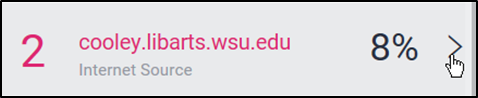 2 cooley.libarts.wsu.edu 8% >
Internet Source